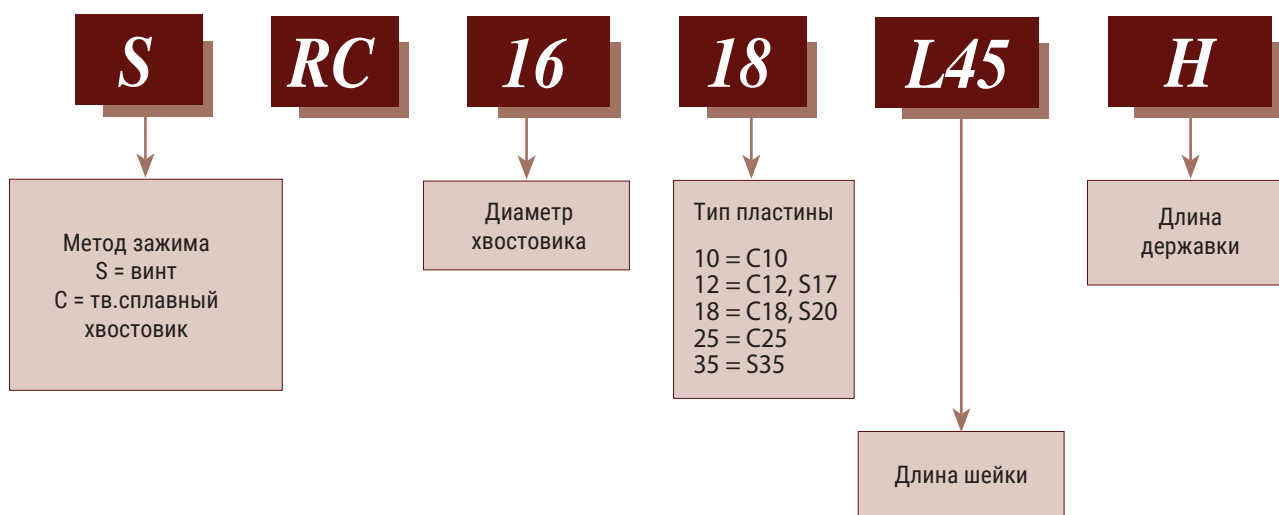 S RC 16 18 L45 H
Метод зажима
S = винт
C = тв.сплавный
хвостовик
Диаметр
хвостовика
Тип пластины
10 = C10
12 = C12, S17
18 = C18, S20
25 = C25
35 = S35
Длина шейки
Длина
державки